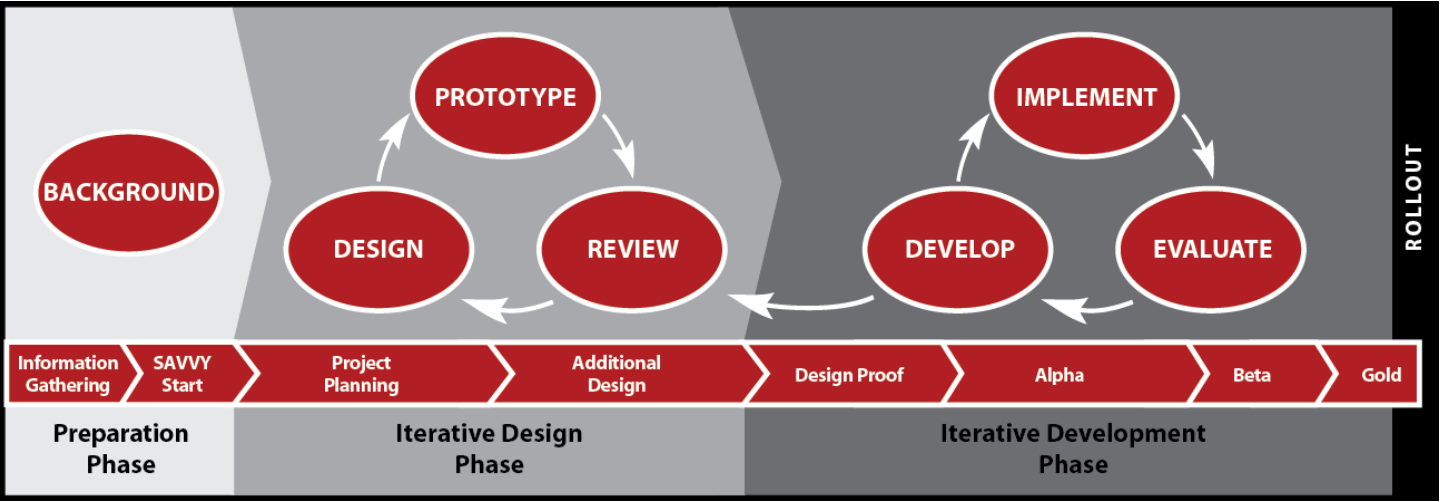 PROTOTYPE
IMPLEMENT
BACKGROUND
DESIGN
REVIEW
DEVELOP
EVALUATE
ROLLOUT
Information
Gathering
SAVVY
Start
Project
Planning
Additional
Design
Design Proof
Alpha
Beta
Gold
Preparation
Phase
Iterative Design
Phase
Iterative Development
Phase